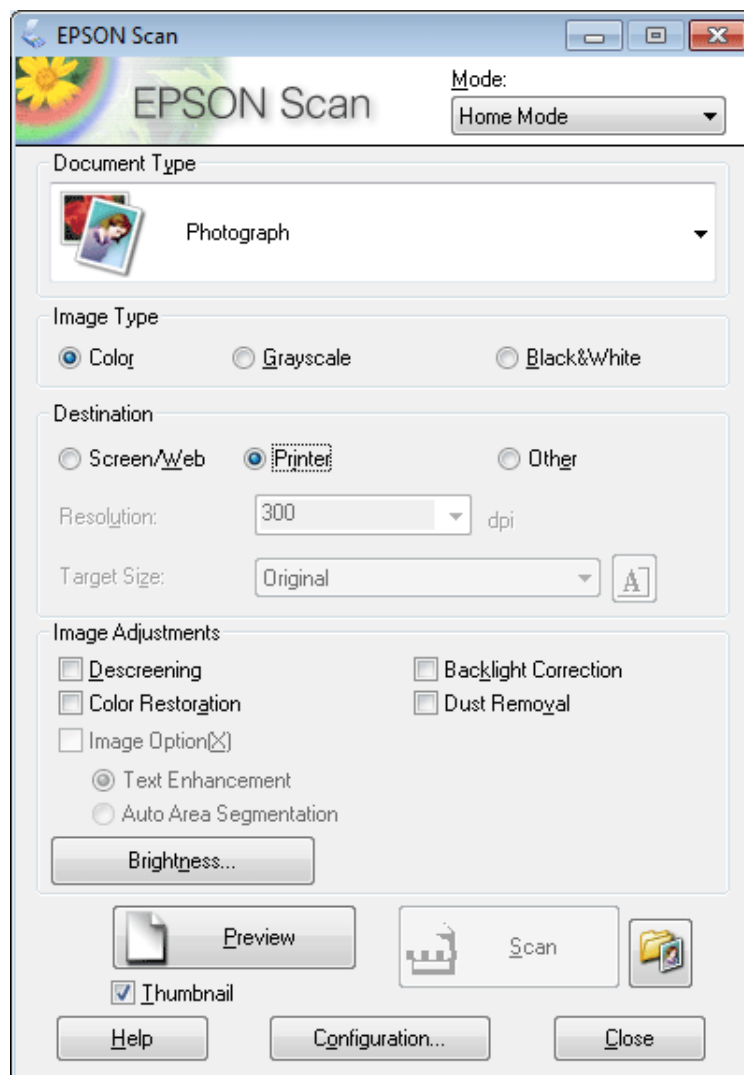 EPSON Scan
EPSON Scan
Mode:
Home Mode
Document Type
Photograph
Image Type
Color Grayscale Black&White
Destination
Screen/Web Printer Other
Resolution: 300 dpi
Target Size: Original A
Image Adjustments
Descreening Backlight Correction
Color Restoration Dust Removal
Image Option(X)
Text Enhancement
Auto Area Segmentation
Brightness...
Preview Scan
Thumbnail
Help Configuration... Close